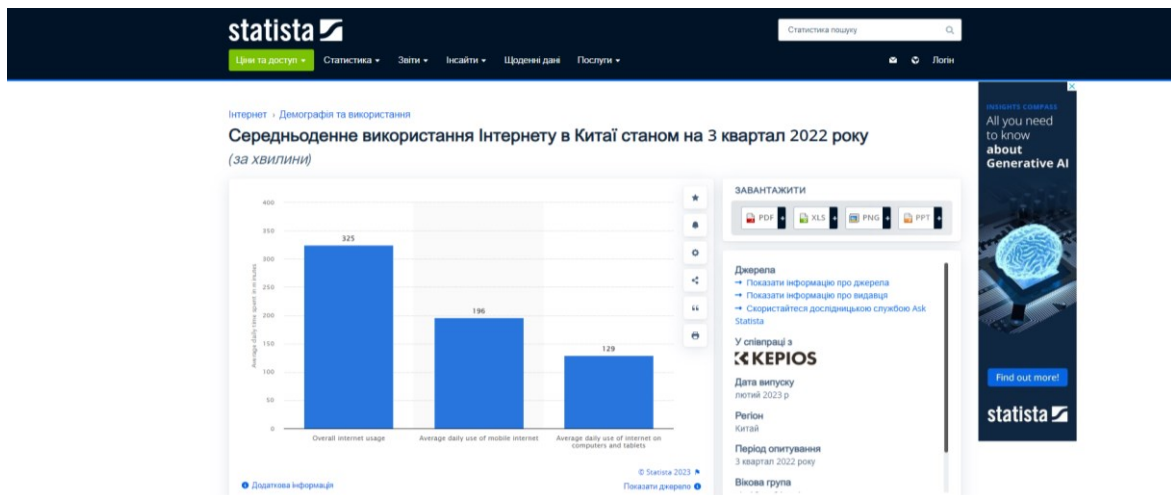 statista
Статистика пошуку
Ціни та доступ Статистика Звіти Інсайти Щоденні дані Послуги Логін
Інтернет › Демографія та використання
Середньоденне використання Інтернету в Китаї станом на 3 квартал 2022 року
(за хвилини)
Average daily time spent in minutes
400
350
300
250
200
150
100
50
0
325
196
129
Overall internet usage
Average daily use of mobile internet
Average daily use of internet on
computers and tablets
© Statista 2023
Додаткова інформація
Показати джерело
ЗАВАНТАЖИТИ
PDF + XLS + PNG + PPT +
Джерела
→ Показати інформацію про джерела
→ Показати інформацію про видавця
→ Скористайтеся дослідницькою службою Ask
Statista
У співпраці з
KEPIOS
Дата випуску
лютий 2023 р
Регіон
Китай
Період опитування
3 квартал 2022 року
Вікова група
INSIGHTS COMPASS
All you need
to know
about
Generative AI
Find out more!
statista